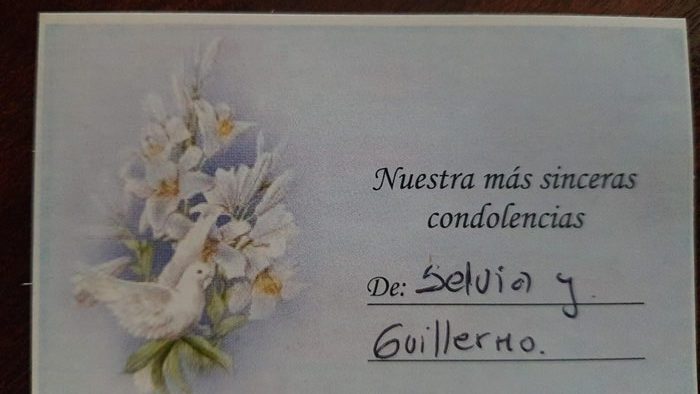 Nuestra más sinceras
condolencias
De: Selvia y
Guillermo.